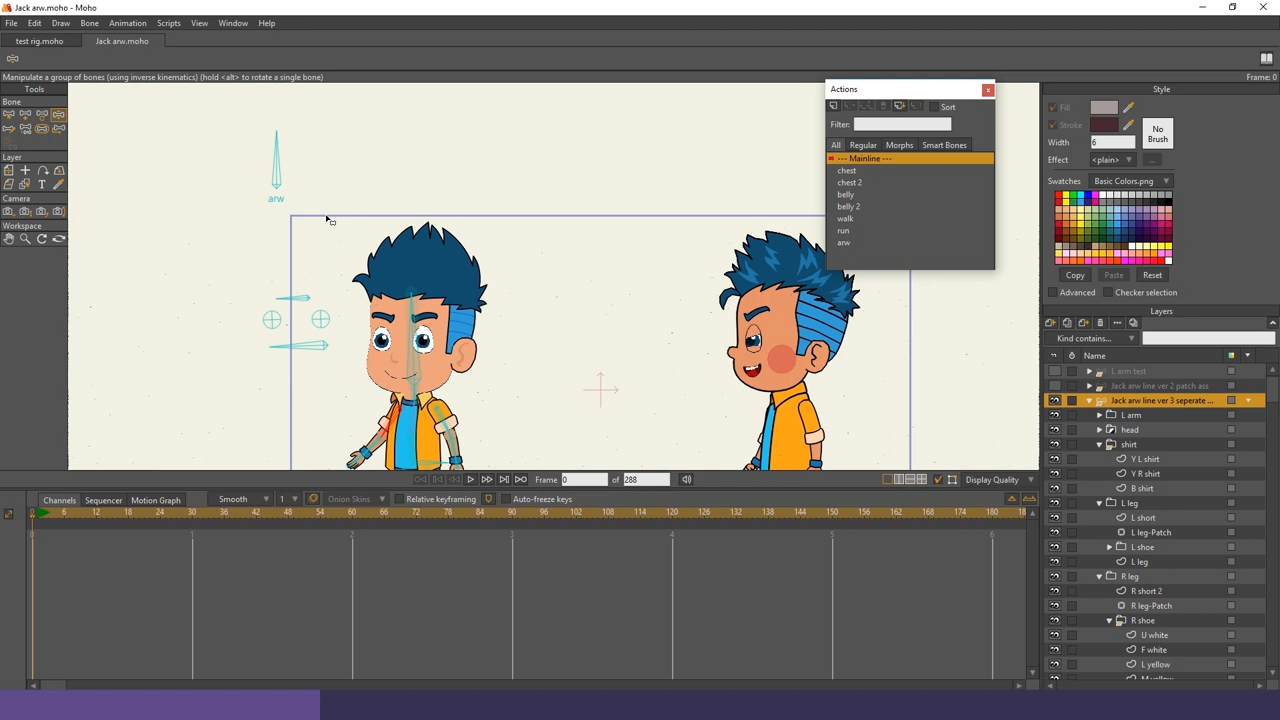 Jack arw.moho - Moho
File Edit Draw Bone Animation Scripts View Window Help
test rig.moho Jack arw.moho
Manipulate a group of bones (using inverse kinematics) (hold <alt> to rotate a single bone) Frame: 0
Tools
Bone
Layer
Camera
Workspace
arw
Actions
Sort
Filter:
All Regular Morphs Smart Bones
--- Mainline ---
chest
chest 2
belly
belly 2
walk
run
arw
Style
Fill
Stroke
No Brush
Width 6
Effect <plain> ...
Swatches Basic Colors.png
Copy Paste Reset
Advanced Checker selection
Layers
Kind contains...
Name
L arm test
Jack arw line ver 2 patch ass
Jack arw line ver 3 seperate ...
L arm
head
shirt
Y L shirt
Y R shirt
B shirt
L leg
L short
L leg-Patch
L shoe
L leg
R leg
R short 2
R leg-Patch
R shoe
U white
F white
L yellow
M yellow
Frame 0 of 288 Display Quality
Channels Sequencer Motion Graph Smooth 1 Onion Skins Relative keyframing Auto-freeze keys
0 6 12 18 24 30 36 42 48 54 60 66 72 78 84 90 96 102 108 114 120 126 132 138 144 150 156 162 168 174 180 18
0 1 2 3 4 5 6